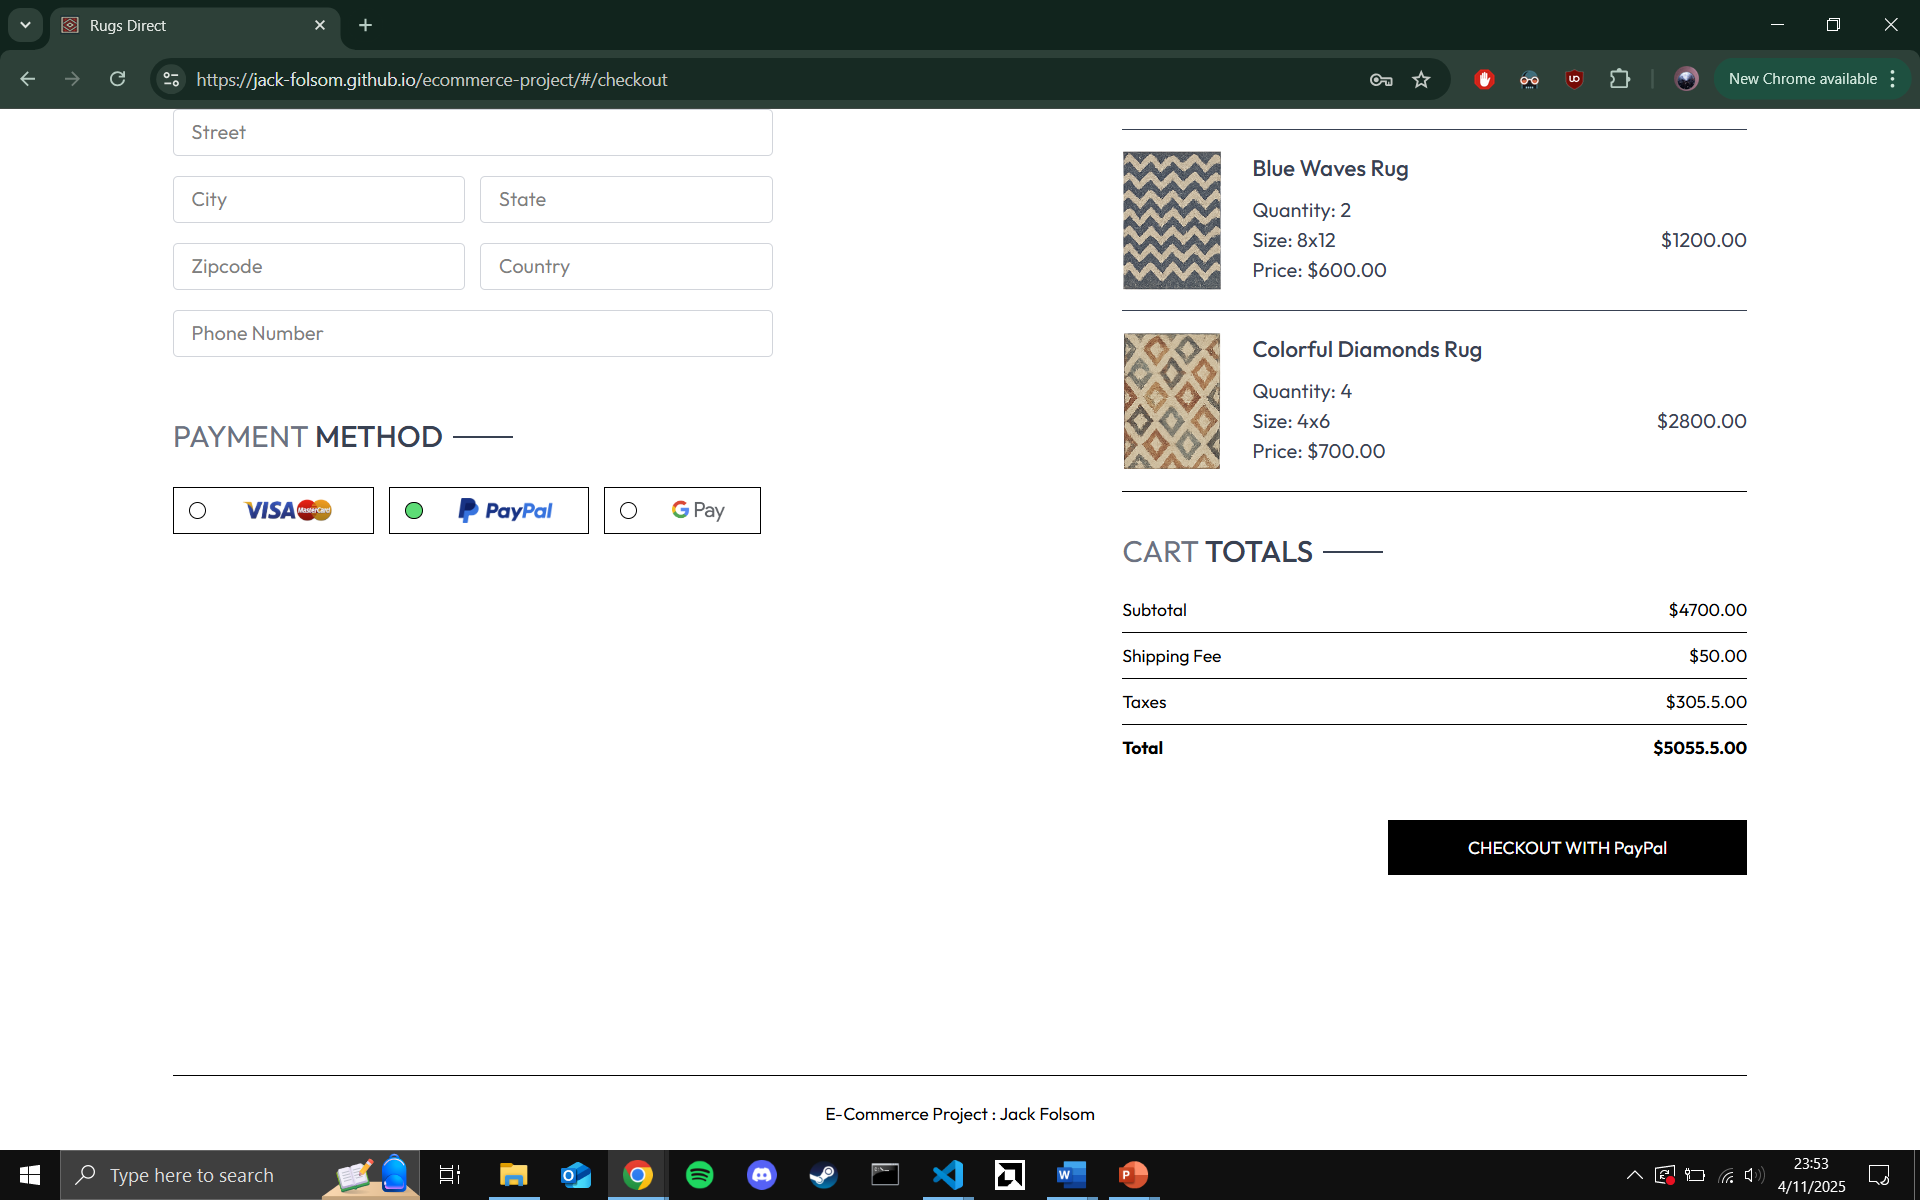 Rugs Direct
https://jack-folsom.github.io/ecommerce-project/#/checkout
UD
New Chrome available
Street
City
State
Zipcode
Country
Phone Number
PAYMENT METHOD
VISA MasterCard
PayPal
G Pay
Blue Waves Rug
Quantity: 2
Size: 8x12
Price: $600.00
$1200.00
Colorful Diamonds Rug
Quantity: 4
Size: 4x6
Price: $700.00
$2800.00
CART TOTALS
Subtotal
$4700.00
Shipping Fee
$50.00
Taxes
$305.5.00
Total
$5055.5.00
CHECKOUT WITH PayPal
E-Commerce Project : Jack Folsom
Type here to search
23:53
4/11/2025